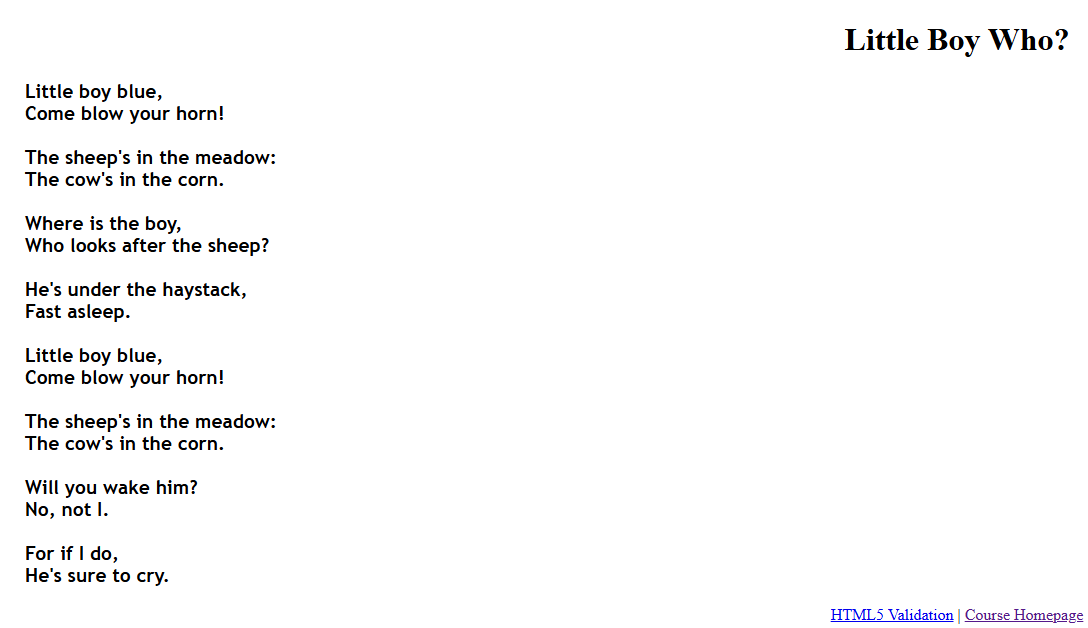 Little Boy Who?
Little boy blue,
Come blow your horn!
The sheep's in the meadow:
The cow's in the corn.
Where is the boy,
Who looks after the sheep?
He's under the haystack,
Fast asleep.
Little boy blue,
Come blow your horn!
The sheep's in the meadow:
The cow's in the corn.
Will you wake him?
No, not I.
For if I do,
He's sure to cry.
HTML5 Validation | Course Homepage